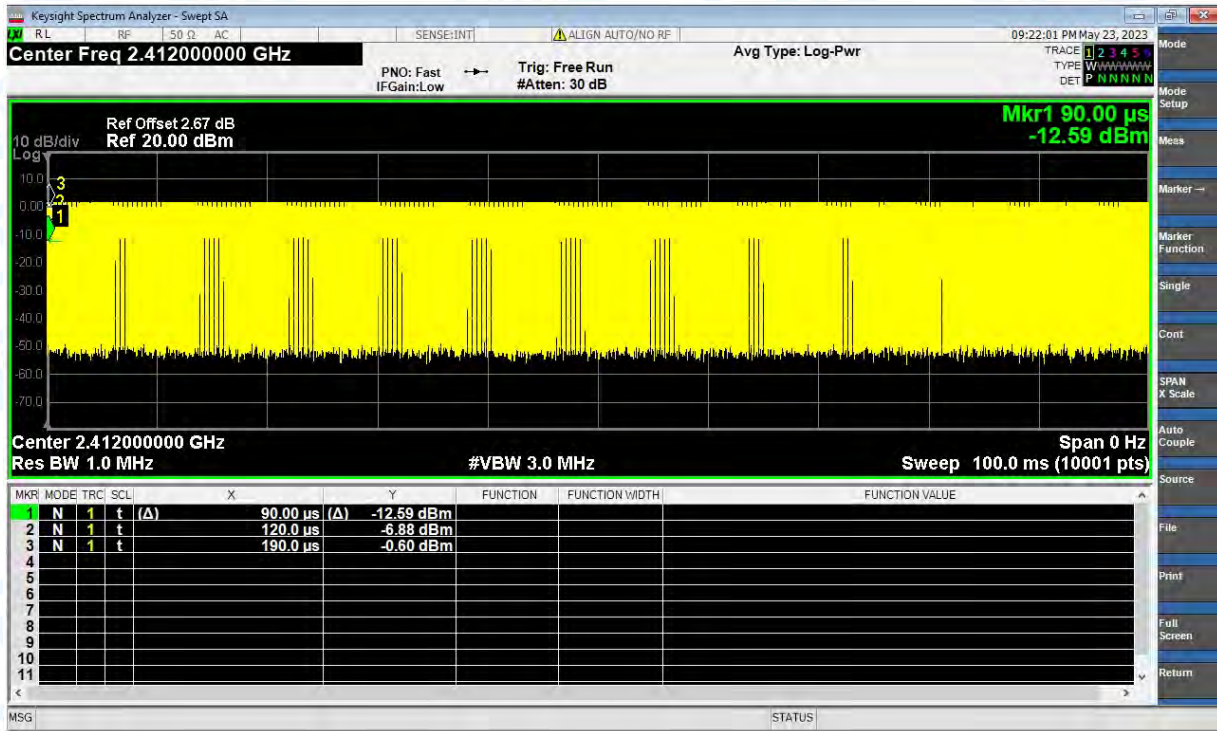 Keysight Spectrum Analyzer - Swept SA
LXI RL RF 50 Ω AC SENSE:INT ALIGN AUTO/NO RF 09:22:01 PM May 23, 2023
Center Freq 2.412000000 GHz Avg Type: Log-Pwr TRACE 1 2 3 4 5 6
PNO: Fast Trig: Free Run TYPE WWWWWW
IFGain:Low #Atten: 30 dB DET P N N N N N
Ref Offset 2.67 dB Mkr1 90.00 µs
10 dB/div Ref 20.00 dBm -12.59 dBm
Log
10.0
0.00
-10.0
-20.0
-30.0
-40.0
-50.0
-60.0
-70.0
3
2
1
Center 2.412000000 GHz Span 0 Hz
Res BW 1.0 MHz #VBW 3.0 MHz Sweep 100.0 ms (10001 pts)
MKR MODE TRC SCL X Y FUNCTION FUNCTION WIDTH FUNCTION VALUE
1 N 1 t (Δ) 90.00 µs (Δ) -12.59 dBm
2 N 1 t 120.0 µs -6.88 dBm
3 N 1 t 190.0 µs -0.60 dBm
4
5
6
7
8
9
10
11
MSG STATUS
Mode
Mode
Setup
Meas
Marker →
Marker
Function
Single
Cont
SPAN
X Scale
Auto
Couple
Source
File
Print
Full
Screen
Return